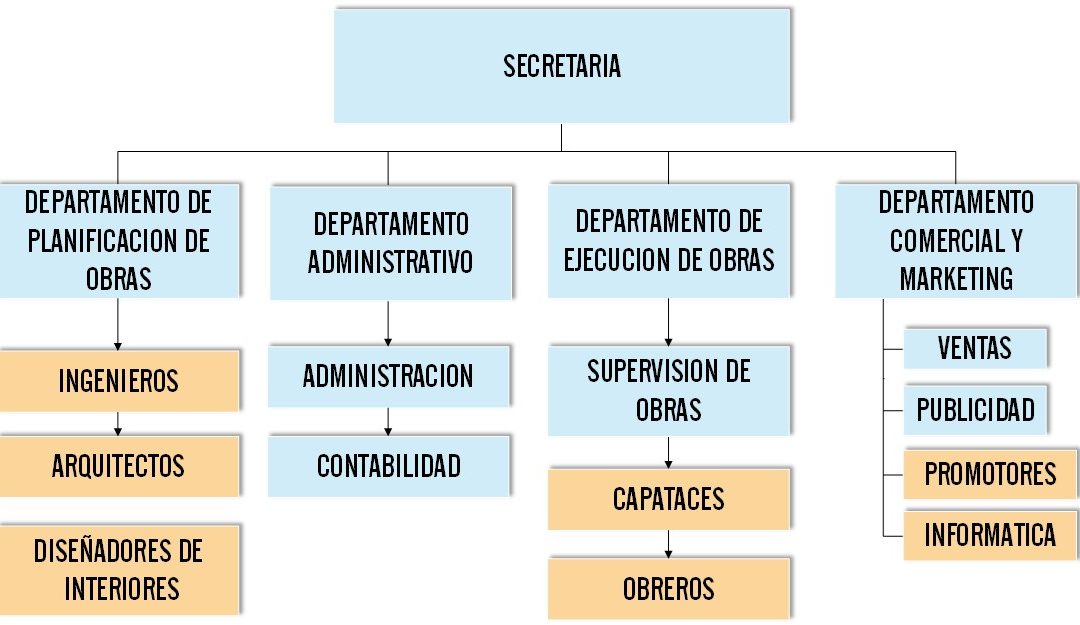 SECRETARIA
DEPARTAMENTO DE
PLANIFICACION DE
OBRAS
INGENIEROS
ARQUITECTOS
DISEÑADORES DE
INTERIORES
DEPARTAMENTO
ADMINISTRATIVO
ADMINISTRACION
CONTABILIDAD
DEPARTAMENTO DE
EJECUCION DE OBRAS
SUPERVISION DE
OBRAS
CAPATACES
OBREROS
DEPARTAMENTO
COMERCIAL Y
MARKETING
VENTAS
PUBLICIDAD
PROMOTORES
INFORMATICA